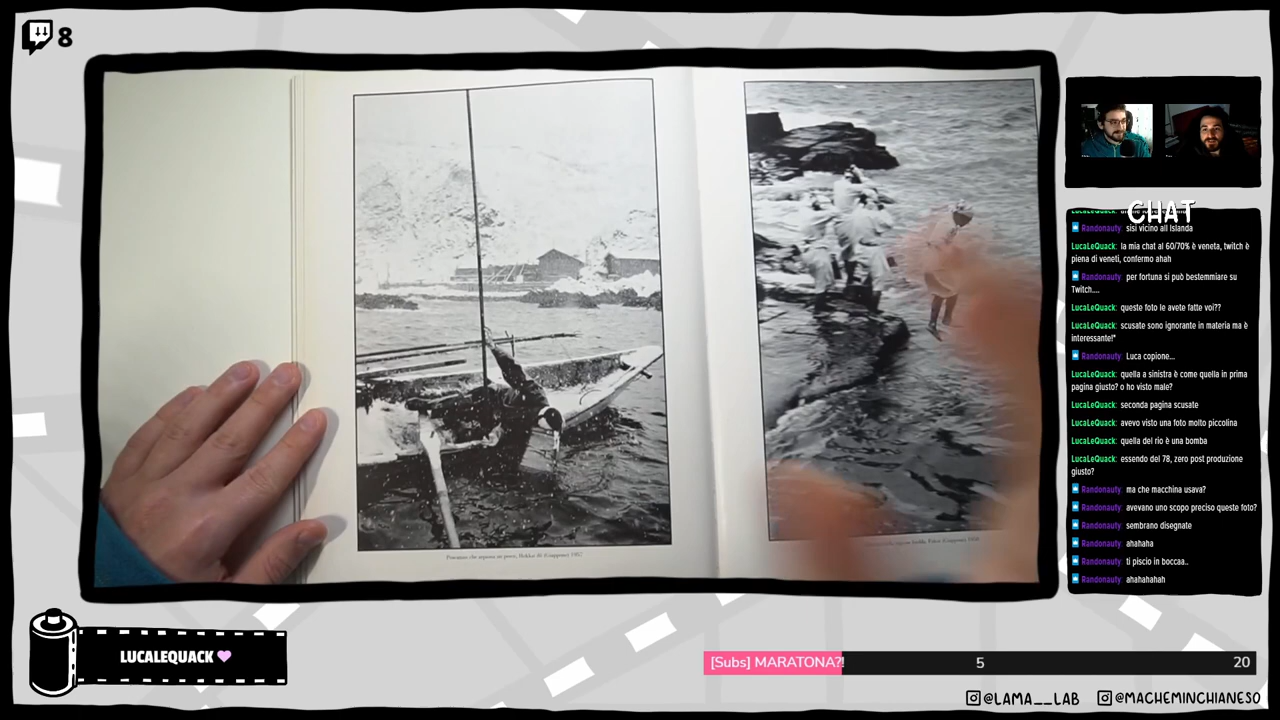 8
CHAT
Randonauty: sisi vicino all Islanda
LucaLeQuack: la mia chat al 60/70% è veneta, twitch è
piena di veneti, confermo ahah
Randonauty: per fortuna si può bestemmiare su
Twitch....
LucaLeQuack: queste foto le avete fatte voi??
LucaLeQuack: scusate sono ignorante in materia ma è
interessante!*
Randonauty: Luca copione...
LucaLeQuack: quella a sinistra è come quella in prima
pagina giusto? o ho visto male?
LucaLeQuack: seconda pagina scusate
LucaLeQuack: avevo visto una foto molto piccolina
LucaLeQuack: quella del rio è una bomba
LucaLeQuack: essendo del 78, zero post produzione
giusto?
Randonauty: ma che macchina usava?
Randonauty: avevano uno scopo preciso queste foto?
Randonauty: sembrano disegnate
Randonauty: ahahaha
Randonauty: ti piscio in boccaa..
Randonauty: ahahahahah
LUCALEQUACK
[Subs] MARATONA?! 5 20
@LAMA__LAB @MACHEMINCHIANESO